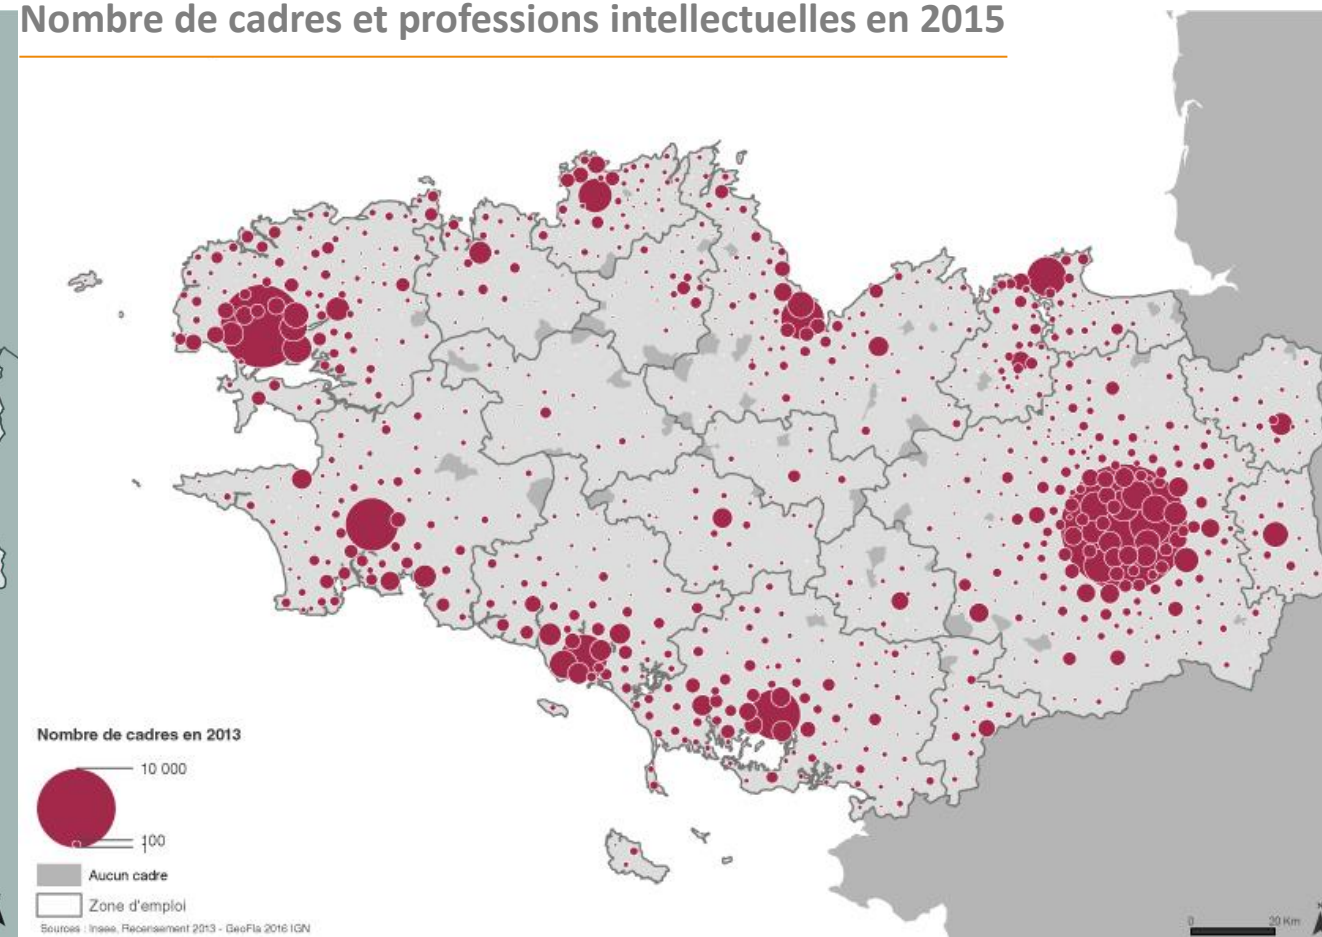 Nombre de cadres et professions intellectuelles en 2015
Nombre de cadres en 2013
10 000
100
1
Aucun cadre
Zone d'emploi
Sources : Insee, Recensement 2013 - GeoFla 2016 IGN
0 20 Km